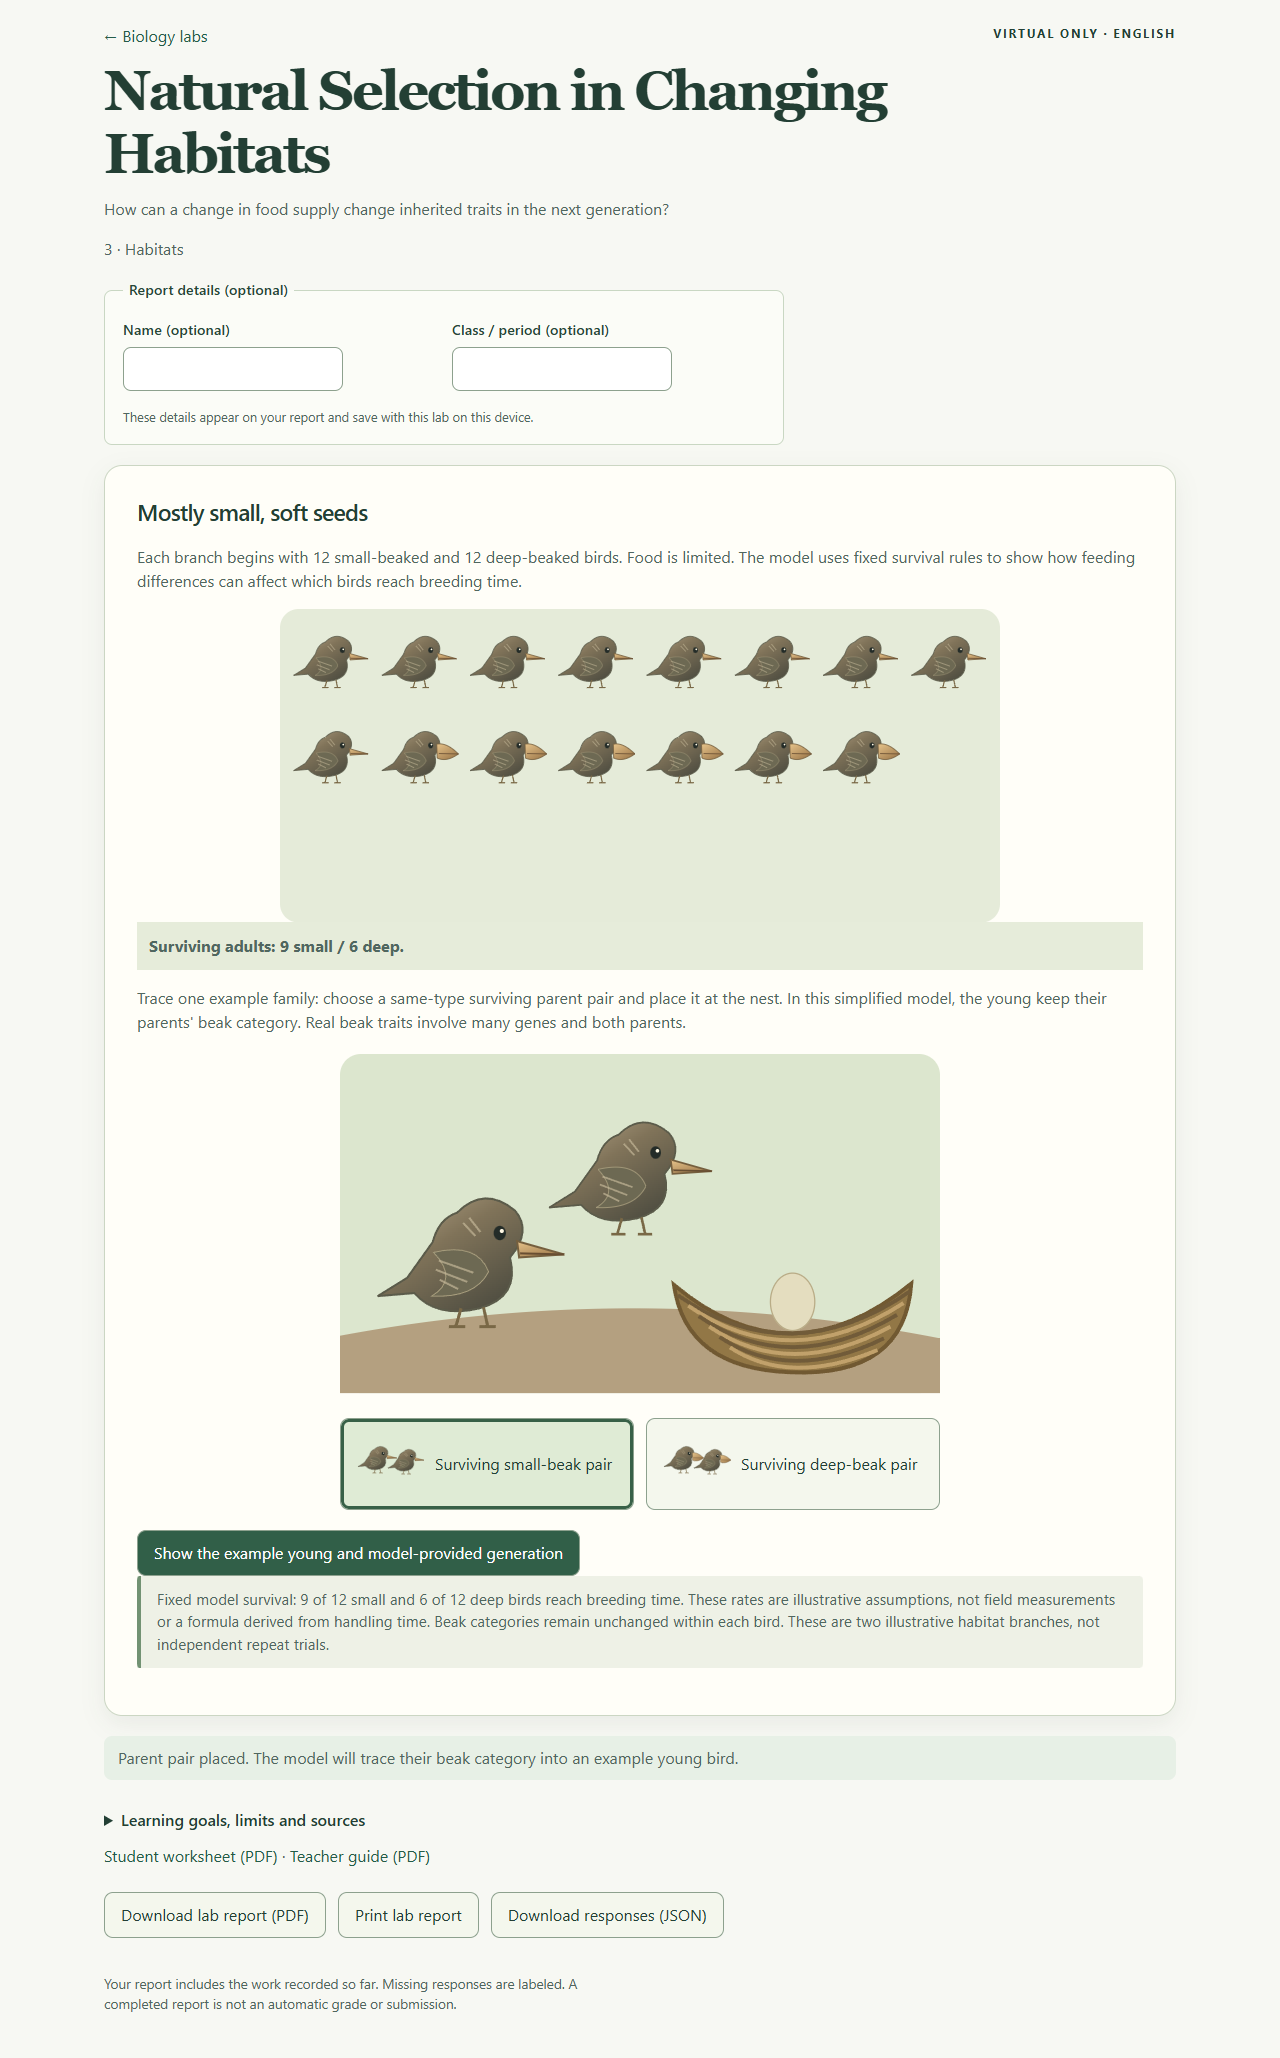 ← Biology labs
VIRTUAL ONLY · ENGLISH
Natural Selection in Changing
Habitats
How can a change in food supply change inherited traits in the next generation?
3 · Habitats
Report details (optional)
Name (optional)
Class / period (optional)
These details appear on your report and save with this lab on this device.
Mostly small, soft seeds
Each branch begins with 12 small-beaked and 12 deep-beaked birds. Food is limited. The model uses fixed survival rules to show how feeding
differences can affect which birds reach breeding time.
Surviving adults: 9 small / 6 deep.
Trace one example family: choose a same-type surviving parent pair and place it at the nest. In this simplified model, the young keep their
parents' beak category. Real beak traits involve many genes and both parents.
Surviving small-beak pair
Surviving deep-beak pair
Show the example young and model-provided generation
Fixed model survival: 9 of 12 small and 6 of 12 deep birds reach breeding time. These rates are illustrative assumptions, not field measurements
or a formula derived from handling time. Beak categories remain unchanged within each bird. These are two illustrative habitat branches, not
independent repeat trials.
Parent pair placed. The model will trace their beak category into an example young bird.
▶ Learning goals, limits and sources
Student worksheet (PDF) · Teacher guide (PDF)
Download lab report (PDF)
Print lab report
Download responses (JSON)
Your report includes the work recorded so far. Missing responses are labeled. A
completed report is not an automatic grade or submission.